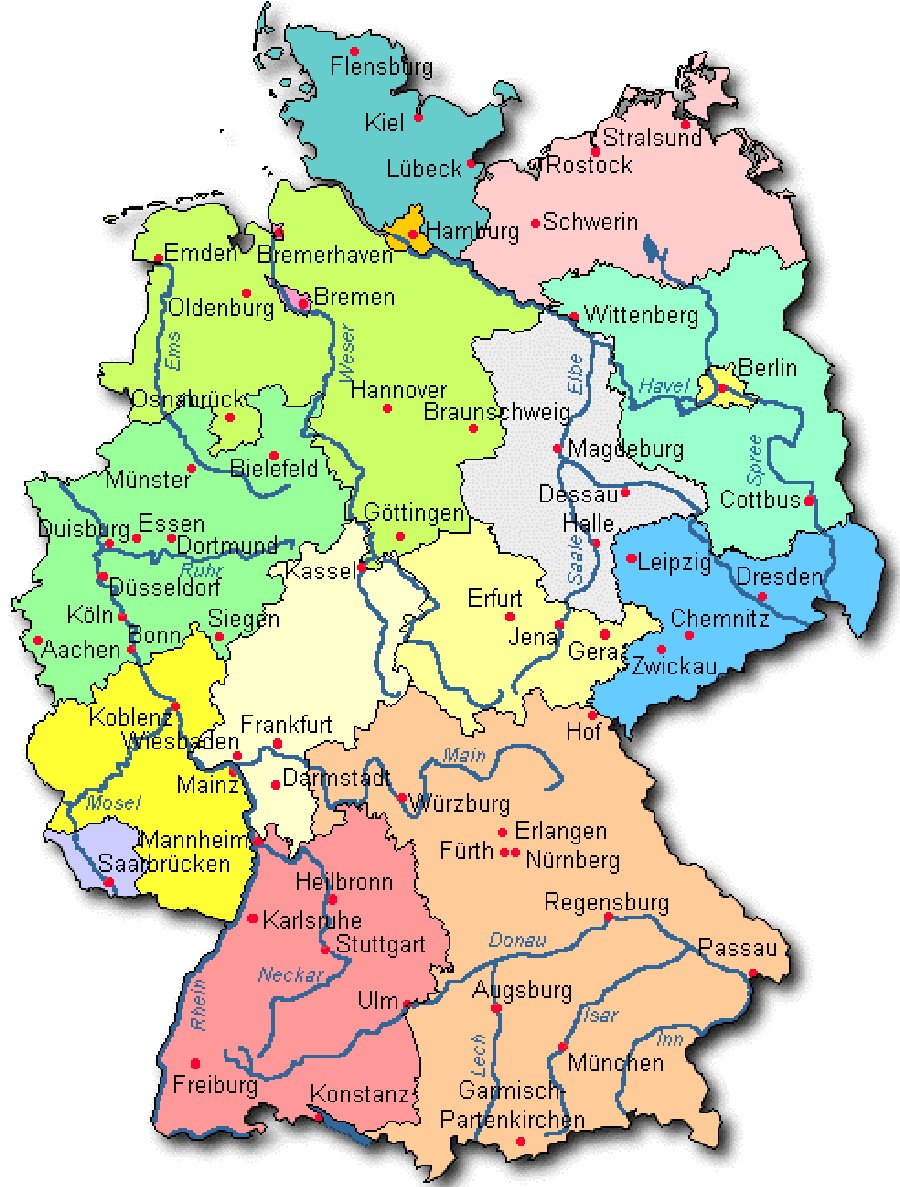 Flensburg
Kiel
Stralsund
Rostock
Lübeck
Schwerin
Hamburg
Emden
Bremerhaven
Bremen
Oldenburg
Wittenberg
Ems
Weser
Elbe
Berlin
Havel
Hannover
Osnabrück
Braunschweig
Magdeburg
Spree
Bielefeld
Münster
Dessau
Cottbus
L.Göttingen
Halle
Essen
Duisburg
Dortmund
Ruhr
Kassel
Saale
Leipzig
Dresden
Düsseldorf
Erfurt
Köln
Siegen
Chemnitz
Bonn
Jena
Aachen
Gera
Zwickau
Koblenz
Frankfurt
Hof
Wiesbaden
Main
Mainz
Darmstadt
Mosel
Würzburg
Mannheim
Erlangen
Fürth
Nürnberg
Saarbrücken
Heilbronn
Regensburg
Karlsruhe
Stuttgart
Donau
Passau
Neckar
Augsburg
Rhein
Ulm
Isar
Inn
Lech
München
Freiburg
Konstanz
Garmisch-
Partenkirchen